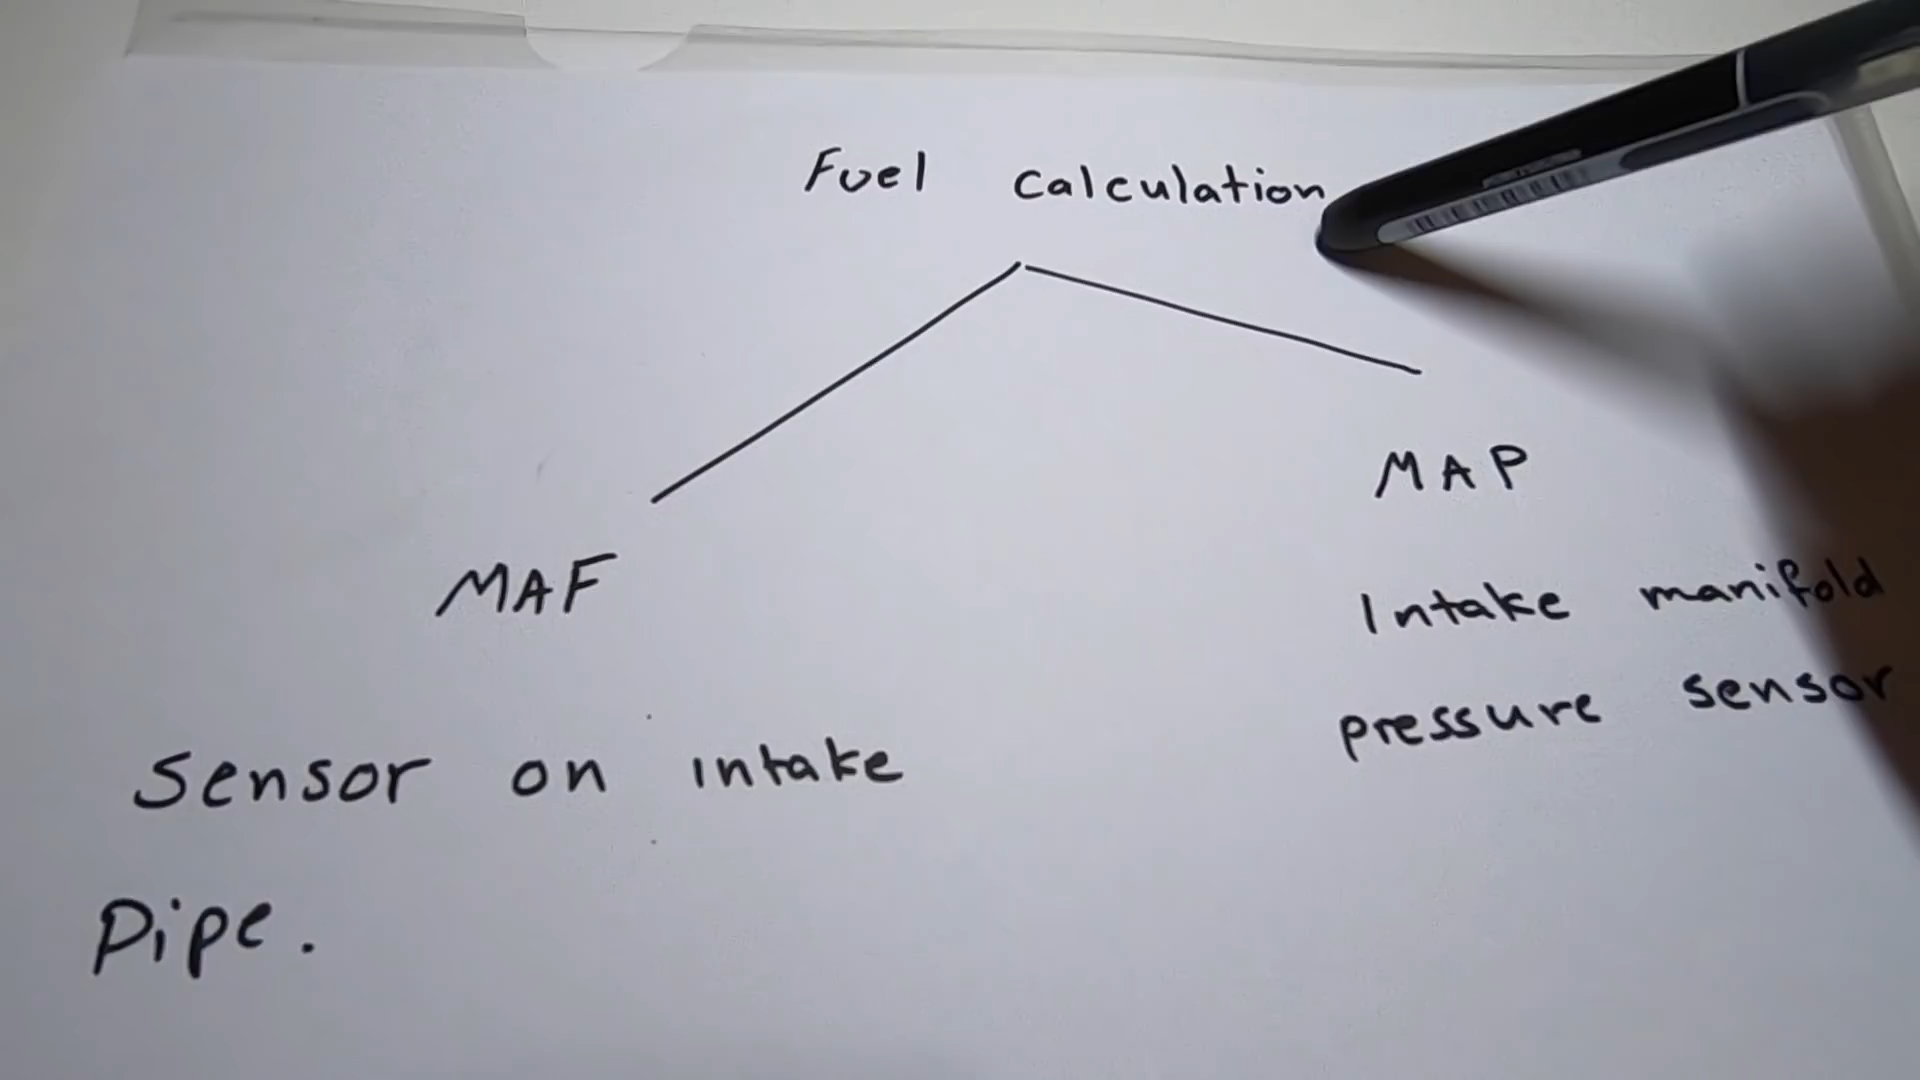 Fuel calculation
MAF
Sensor on intake
Pipe.
MAP
Intake manifold
pressure sensor